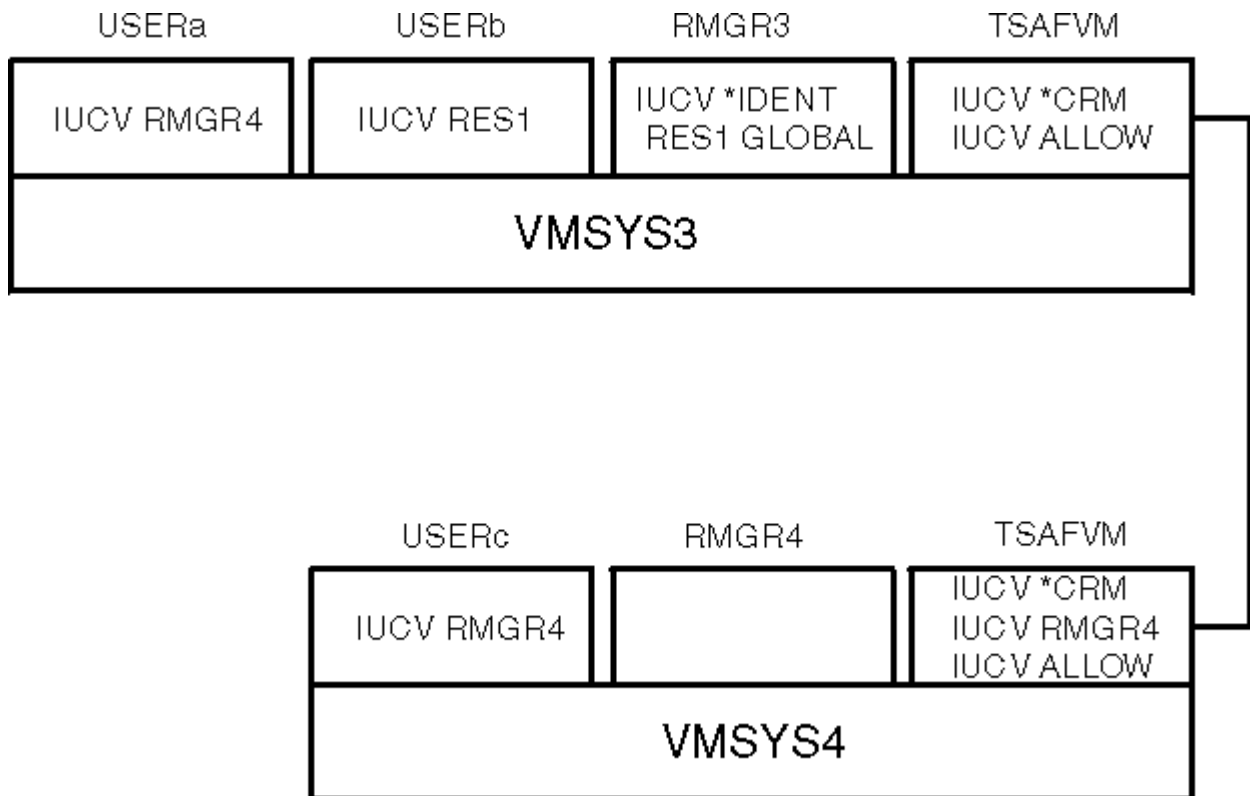 USERa USERb RMGR3 TSAFVM
IUCV RMGR4
IUCV RES1
IUCV *IDENT
RES1 GLOBAL
IUCV *CRM
IUCV ALLOW
VMSYS3
USERc RMGR4 TSAFVM
IUCV RMGR4
IUCV *CRM
IUCV RMGR4
IUCV ALLOW
VMSYS4